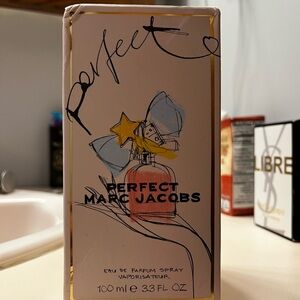 perfect
PERFECT
MARC JACOBS
EAU DE PARFUM SPRAY
VAPORISATEUR
100 ml e 3.3 FL OZ
LIBRE